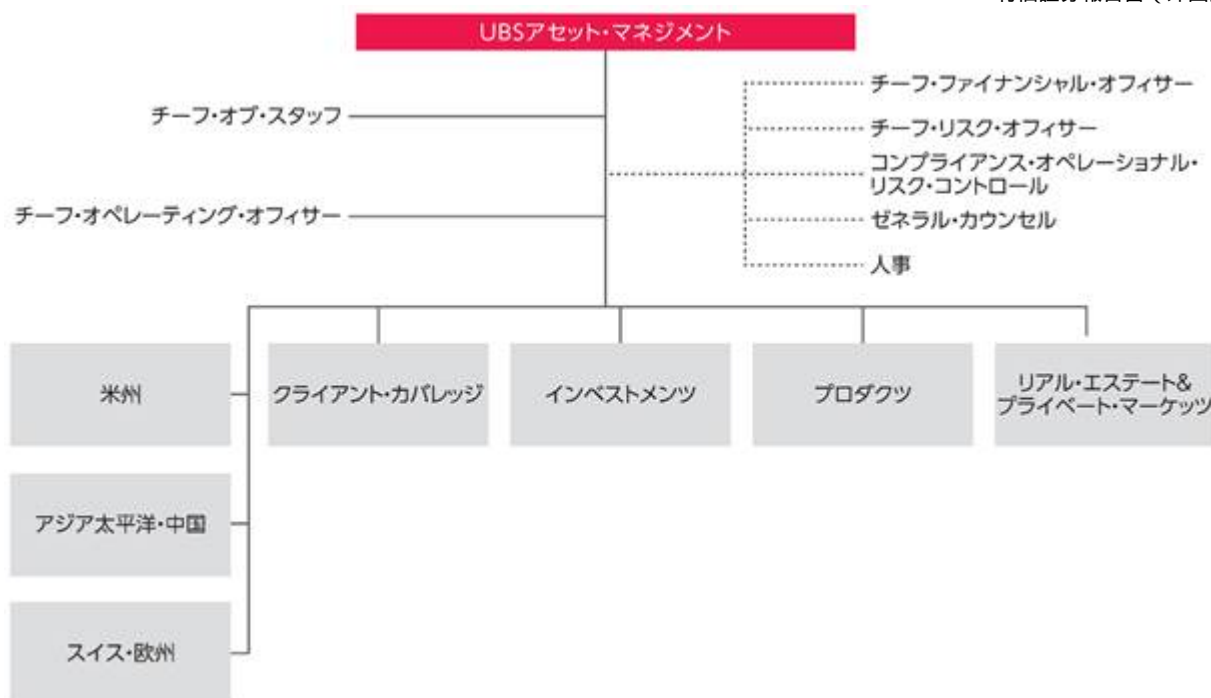 UBSアセット・マネジメント
チーフ・オブ・スタッフ
チーフ・オペレーティング・オフィサー
チーフ・ファイナンシャル・オフィサー
チーフ・リスク・オフィサー
コンプライアンス・オペレーショナル・
リスク・コントロール
ゼネラル・カウンセル
人事
米州
クライアント・カバレッジ
インベストメンツ
プロダクツ
リアル・エステート&
プライベート・マーケッツ
アジア太平洋・中国
スイス・欧州